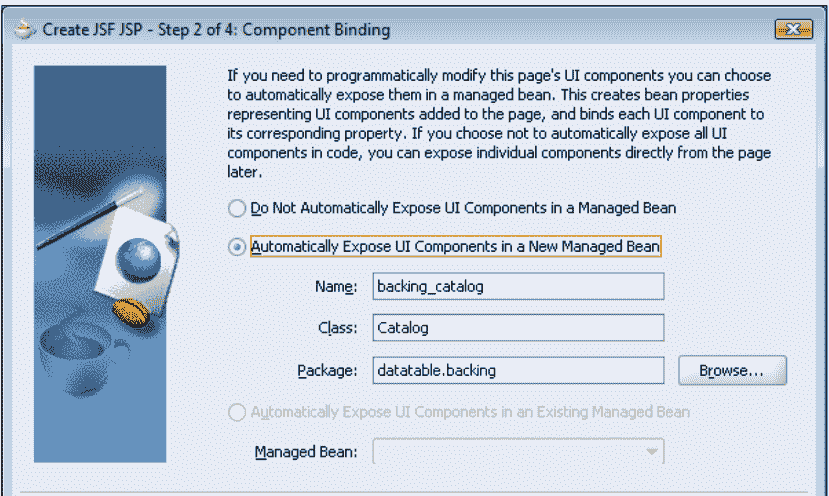 Create JSF JSP - Step 2 of 4: Component Binding
If you need to programmatically modify this page's UI components you can choose
to automatically expose them in a managed bean. This creates bean properties
representing UI components added to the page, and binds each UI component to
its corresponding property. If you choose not to automatically expose all UI
components in code, you can expose individual components directly from the page
later.
Do Not Automatically Expose UI Components in a Managed Bean
Automatically Expose UI Components in a New Managed Bean
Name: backing_catalog
Class: Catalog
Package: datatable.backing Browse...
Automatically Expose UI Components in an Existing Managed Bean
Managed Bean: